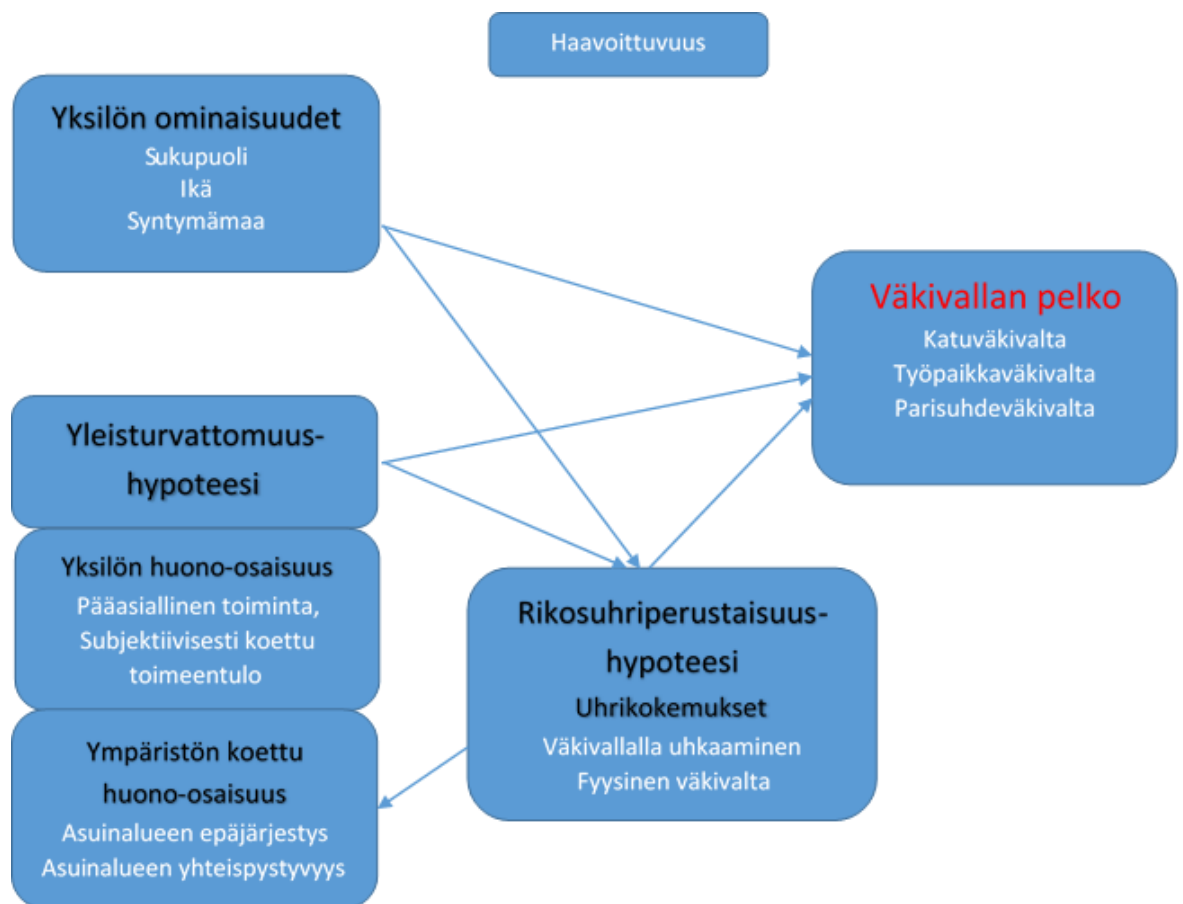 Haavoittuvuus
Yksilön ominaisuudet
Sukupuoli
Ikä
Syntymämaa
Väkivallan pelko
Katuväkivalta
Työpaikkaväkivalta
Parisuhdeväkivalta
Yleisturvattomuus-
hypoteesi
Yksilön huono-osaisuus
Pääasiallinen toiminta,
Subjektiivisesti koettu
toimeentulo
Ympäristön koettu
huono-osaisuus
Asuinalueen epäjärjestys
Asuinalueen yhteispystyvyys
Rikosuhriperustaisuus-
hypoteesi
Uhrikokemukset
Väkivallalla uhkaaminen
Fyysinen väkivalta